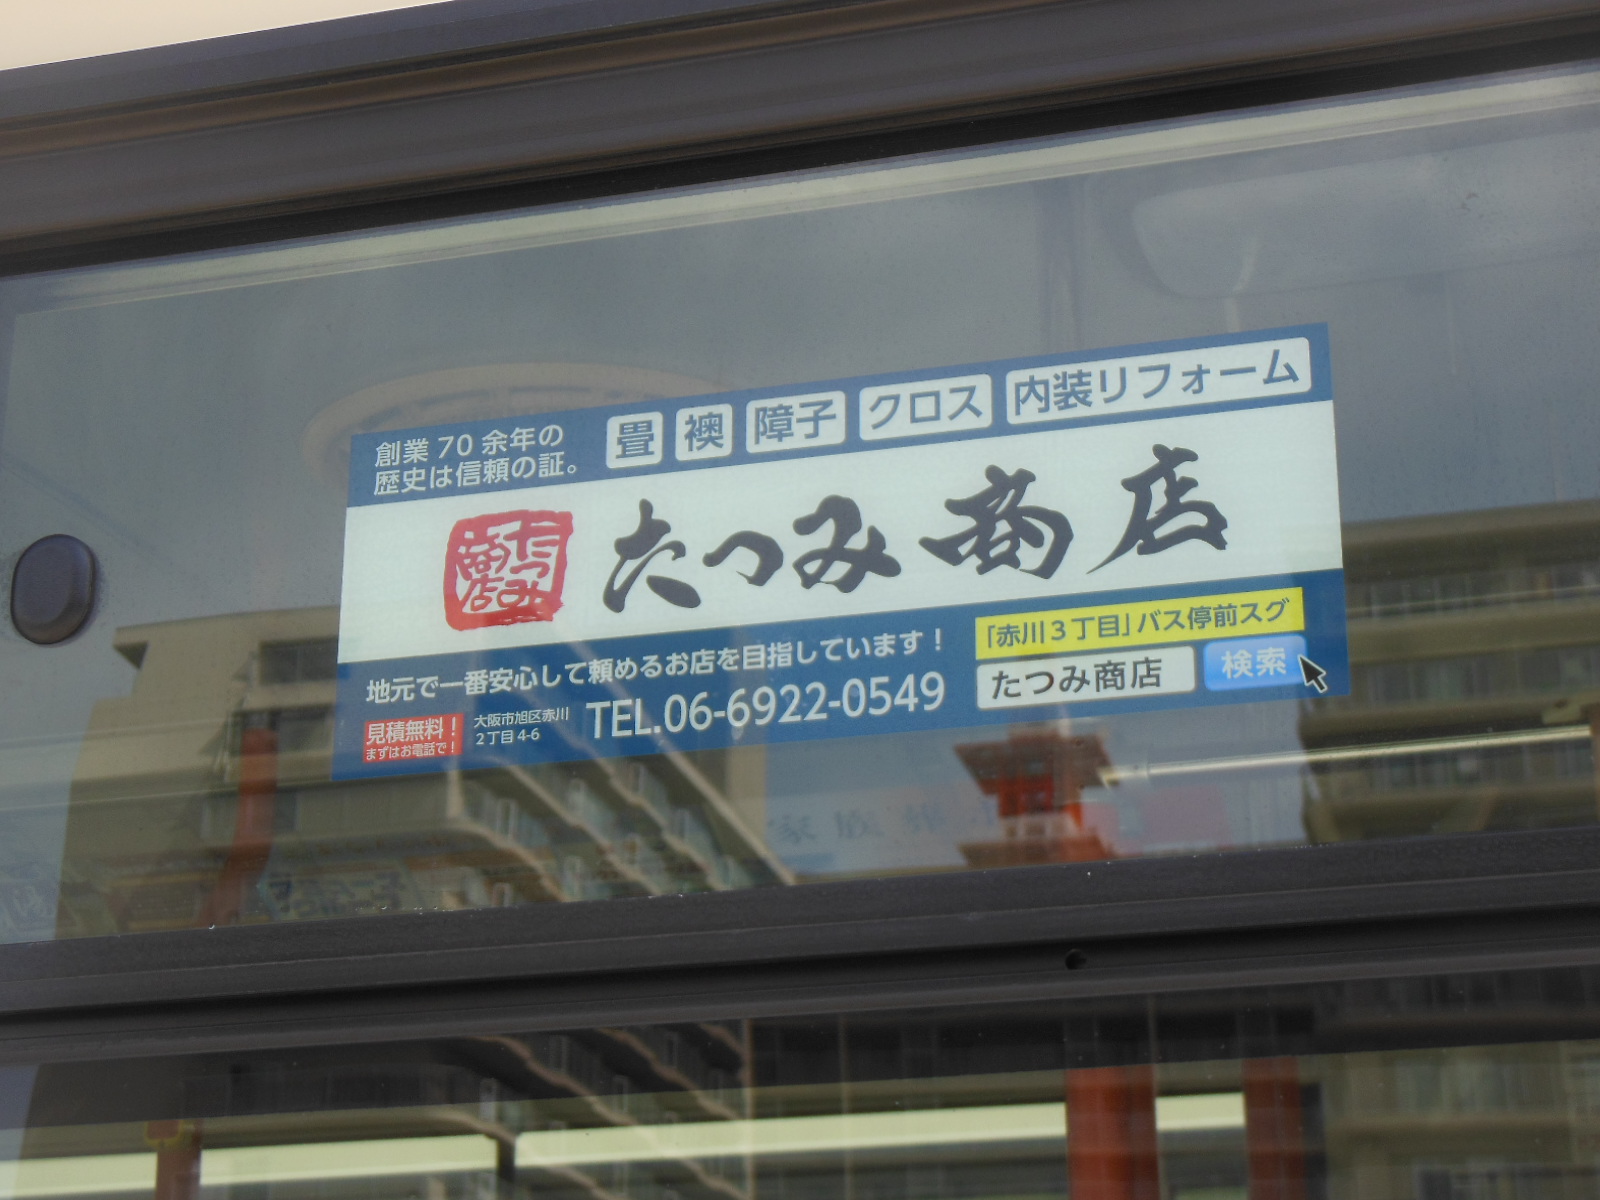 創業70余年の
歴史は信頼の証。
畳 襖 障子 クロス 内装リフォーム
たつみ商店
たつみ商店
地元で一番安心して頼めるお店を目指しています！
「赤川3丁目」バス停前スグ
たつみ商店 検索
見積無料！
まずはお電話で！
大阪市旭区赤川
2丁目4-6
TEL.06-6922-0549